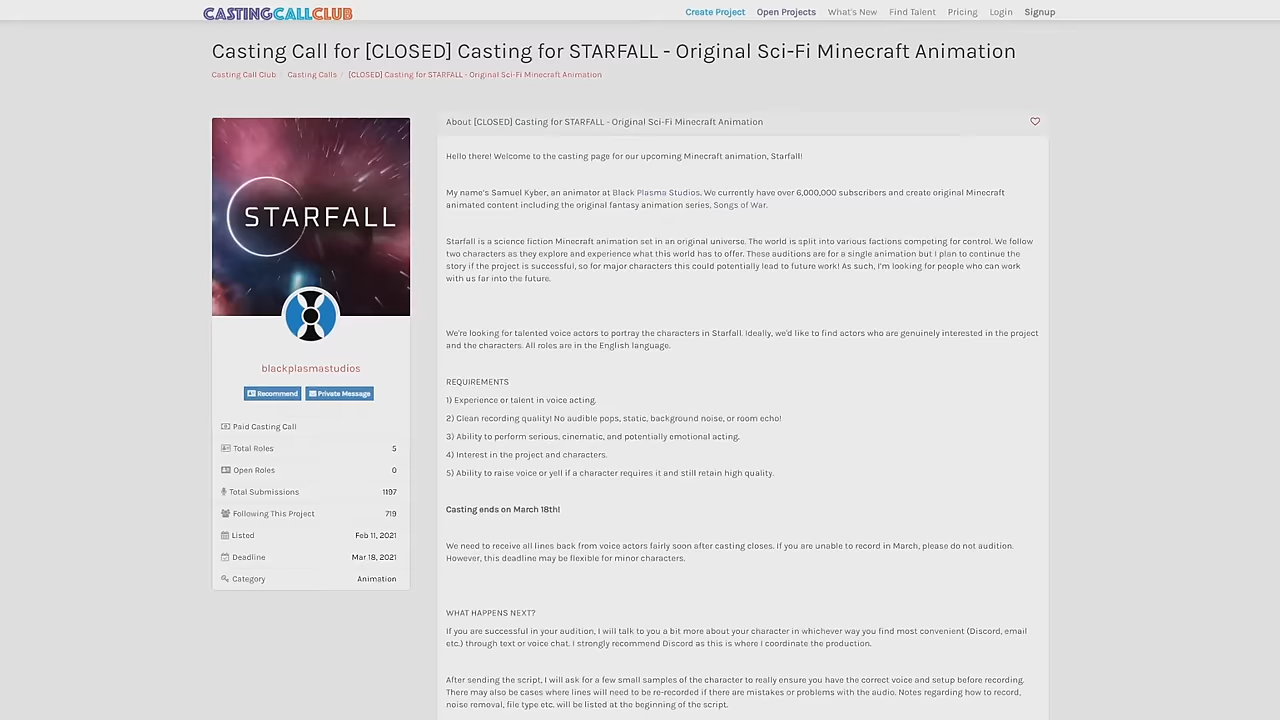 CASTINGCALLCLUB
Create Project Open Projects What's New Find Talent Pricing Login Signup
Casting Call for [CLOSED] Casting for STARFALL - Original Sci-Fi Minecraft Animation
Casting Call Club / Casting Calls / [CLOSED] Casting for STARFALL - Original Sci-Fi Minecraft Animation
STARFALL
blackplasmastudios
Recommend Private Message
Paid Casting Call
Total Roles 5
Open Roles 0
Total Submissions 1197
Following This Project 719
Listed Feb 11, 2021
Deadline Mar 18, 2021
Category Animation
About [CLOSED] Casting for STARFALL - Original Sci-Fi Minecraft Animation
Hello there! Welcome to the casting page for our upcoming Minecraft animation, Starfall!
My name's Samuel Kyber, an animator at Black Plasma Studios. We currently have over 6,000,000 subscribers and create original Minecraft
animated content including the original fantasy animation series, Songs of War.
Starfall is a science fiction Minecraft animation set in an original universe. The world is split into various factions competing for control. We follow
two characters as they explore and experience what this world has to offer. These auditions are for a single animation but I plan to continue the
story if the project is successful, so for major characters this could potentially lead to future work! As such, I'm looking for people who can work
with us far into the future.
We're looking for talented voice actors to portray the characters in Starfall. Ideally, we'd like to find actors who are genuinely interested in the project
and the characters. All roles are in the English language.
REQUIREMENTS
1) Experience or talent in voice acting.
2) Clean recording quality! No audible pops, static, background noise, or room echo!
3) Ability to perform serious, cinematic, and potentially emotional acting.
4) Interest in the project and characters.
5) Ability to raise voice or yell if a character requires it and still retain high quality.
Casting ends on March 18th!
We need to receive all lines back from voice actors fairly soon after casting closes. If you are unable to record in March, please do not audition.
However, this deadline may be flexible for minor characters.
WHAT HAPPENS NEXT?
If you are successful in your audition, I will talk to you a bit more about your character in whichever way you find most convenient (Discord, email
etc.) through text or voice chat. I strongly recommend Discord as this is where I coordinate the production.
After sending the script, I will ask for a few small samples of the character to really ensure you have the correct voice and setup before recording.
There may also be cases where lines will need to be re-recorded if there are mistakes or problems with the audio. Notes regarding how to record,
noise removal, file type etc. will be listed at the beginning of the script.